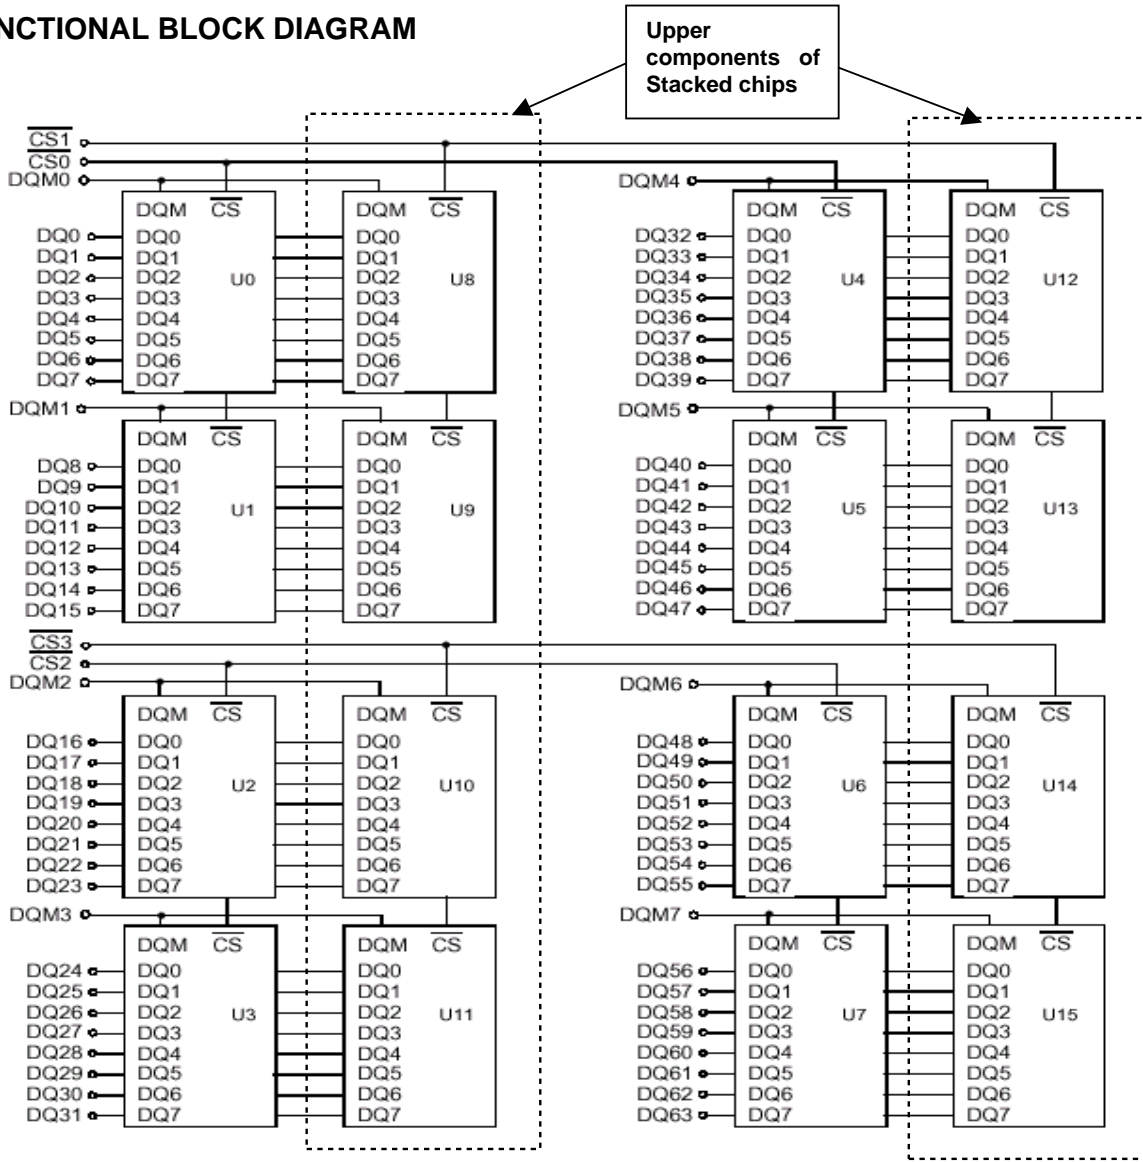 NCTIONAL BLOCK DIAGRAM
Upper
components of
Stacked chips
CS1
CS0
DQM0
DQM4
DQM CS DQM CS DQM CS DQM CS
DQ0 DQ0 DQ0 DQ32 DQ0 DQ0
DQ1 DQ1 DQ1 DQ33 DQ1 DQ1
DQ2 DQ2 U0 DQ2 U8 DQ34 DQ2 U4 DQ2 U12
DQ3 DQ3 DQ3 DQ35 DQ3 DQ3
DQ4 DQ4 DQ4 DQ36 DQ4 DQ4
DQ5 DQ5 DQ5 DQ37 DQ5 DQ5
DQ6 DQ6 DQ6 DQ38 DQ6 DQ6
DQ7 DQ7 DQ7 DQ39 DQ7 DQ7
DQM1 DQM5
DQM CS DQM CS DQM CS DQM CS
DQ8 DQ0 DQ0 DQ40 DQ0 DQ0
DQ9 DQ1 DQ1 DQ41 DQ1 DQ1
DQ10 DQ2 U1 DQ2 U9 DQ42 DQ2 U5 DQ2 U13
DQ11 DQ3 DQ3 DQ43 DQ3 DQ3
DQ12 DQ4 DQ4 DQ44 DQ4 DQ4
DQ13 DQ5 DQ5 DQ45 DQ5 DQ5
DQ14 DQ6 DQ6 DQ46 DQ6 DQ6
DQ15 DQ7 DQ7 DQ47 DQ7 DQ7
CS3
CS2
DQM2 DQM6
DQM CS DQM CS DQM CS DQM CS
DQ16 DQ0 DQ0 DQ48 DQ0 DQ0
DQ17 DQ1 DQ1 DQ49 DQ1 DQ1
DQ18 DQ2 U2 DQ2 U10 DQ50 DQ2 U6 DQ2 U14
DQ19 DQ3 DQ3 DQ51 DQ3 DQ3
DQ20 DQ4 DQ4 DQ52 DQ4 DQ4
DQ21 DQ5 DQ5 DQ53 DQ5 DQ5
DQ22 DQ6 DQ6 DQ54 DQ6 DQ6
DQ23 DQ7 DQ7 DQ55 DQ7 DQ7
DQM3 DQM7
DQM CS DQM CS DQM CS DQM CS
DQ24 DQ0 DQ0 DQ56 DQ0 DQ0
DQ25 DQ1 DQ1 DQ57 DQ1 DQ1
DQ26 DQ2 U3 DQ2 U11 DQ58 DQ2 U7 DQ2 U15
DQ27 DQ3 DQ3 DQ59 DQ3 DQ3
DQ28 DQ4 DQ4 DQ60 DQ4 DQ4
DQ29 DQ5 DQ5 DQ61 DQ5 DQ5
DQ30 DQ6 DQ6 DQ62 DQ6 DQ6
DQ31 DQ7 DQ7 DQ63 DQ7 DQ7